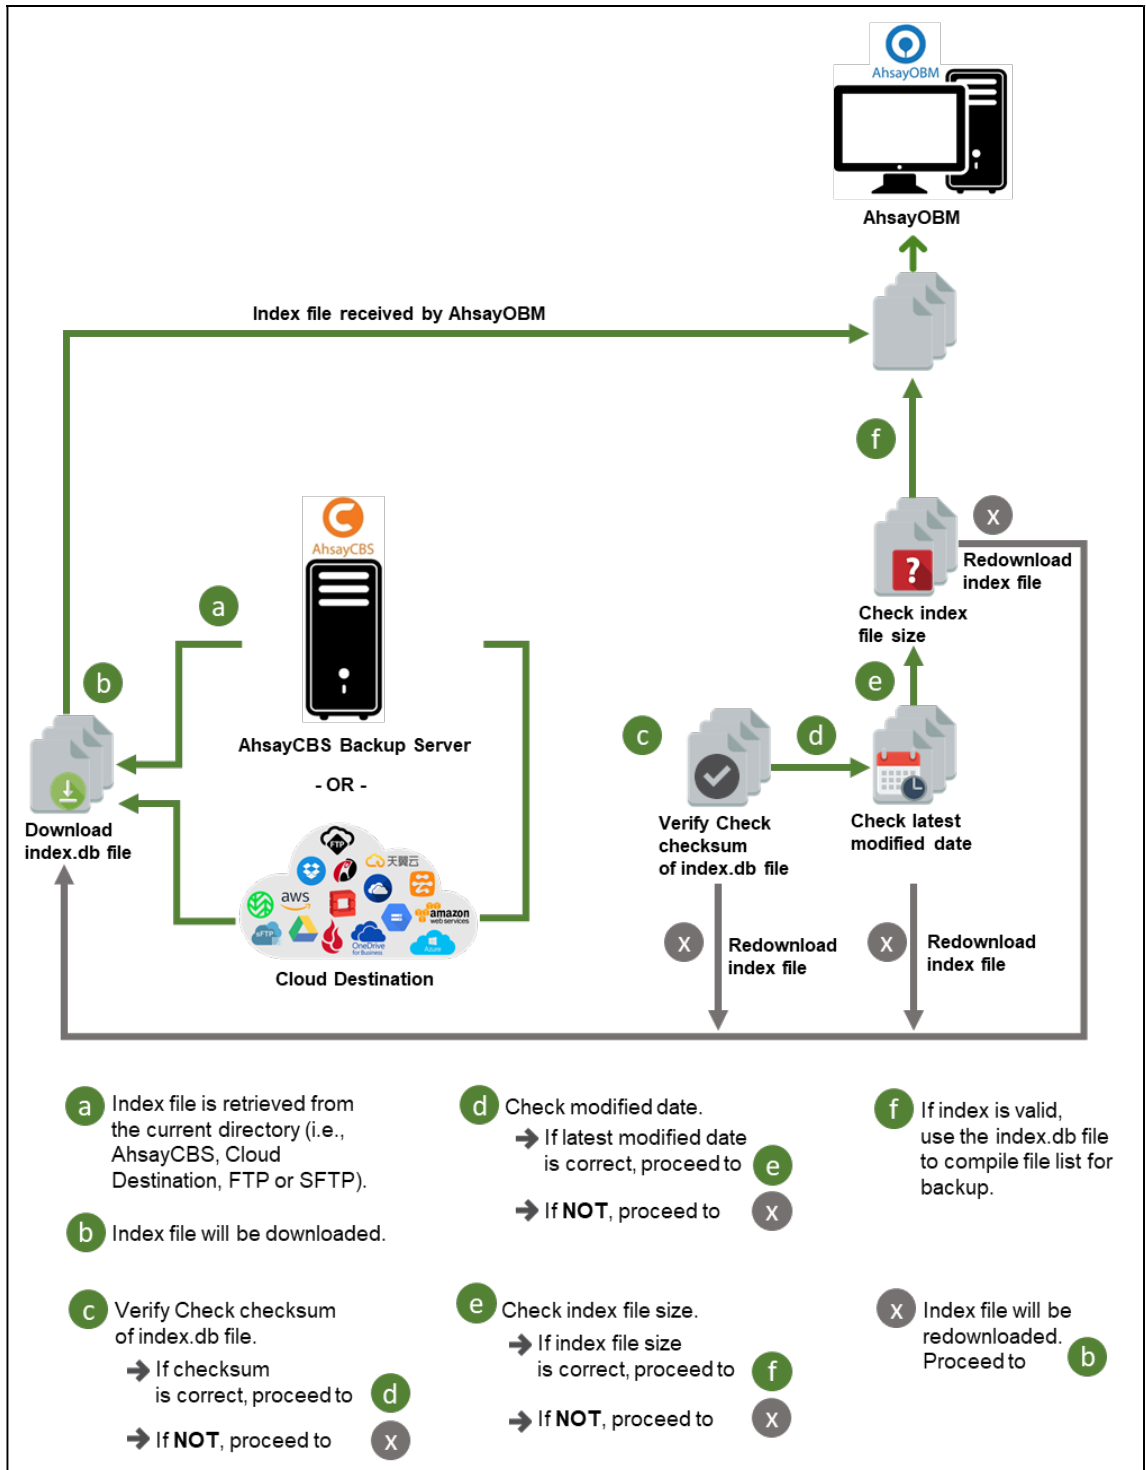 AhsayOBM
AhsayOBM
Index file received by AhsayOBM
f
x
Redownload
index file
?
Check index
file size
AhsayCBS
a
e
b
c
d
AhsayCBS Backup Server
- OR -
Download
index.db file
Verify Check
checksum
of index.db file
Check latest
modified date
FTP
天翼云
aws
amazon
web services
sFTP
OneDrive
for Business
Azure
Cloud Destination
x
Redownload
index file
x
Redownload
index file
a
Index file is retrieved from
the current directory (i.e.,
AhsayCBS, Cloud
Destination, FTP or SFTP).
b
Index file will be downloaded.
c
Verify Check checksum
of index.db file.
If checksum
is correct, proceed to d
If NOT, proceed to x
d
Check modified date.
If latest modified date
is correct, proceed to e
If NOT, proceed to x
e
Check index file size.
If index file size
is correct, proceed to f
If NOT, proceed to x
f
If index is valid,
use the index.db file
to compile file list for
backup.
x
Index file will be
redownloaded.
Proceed to b